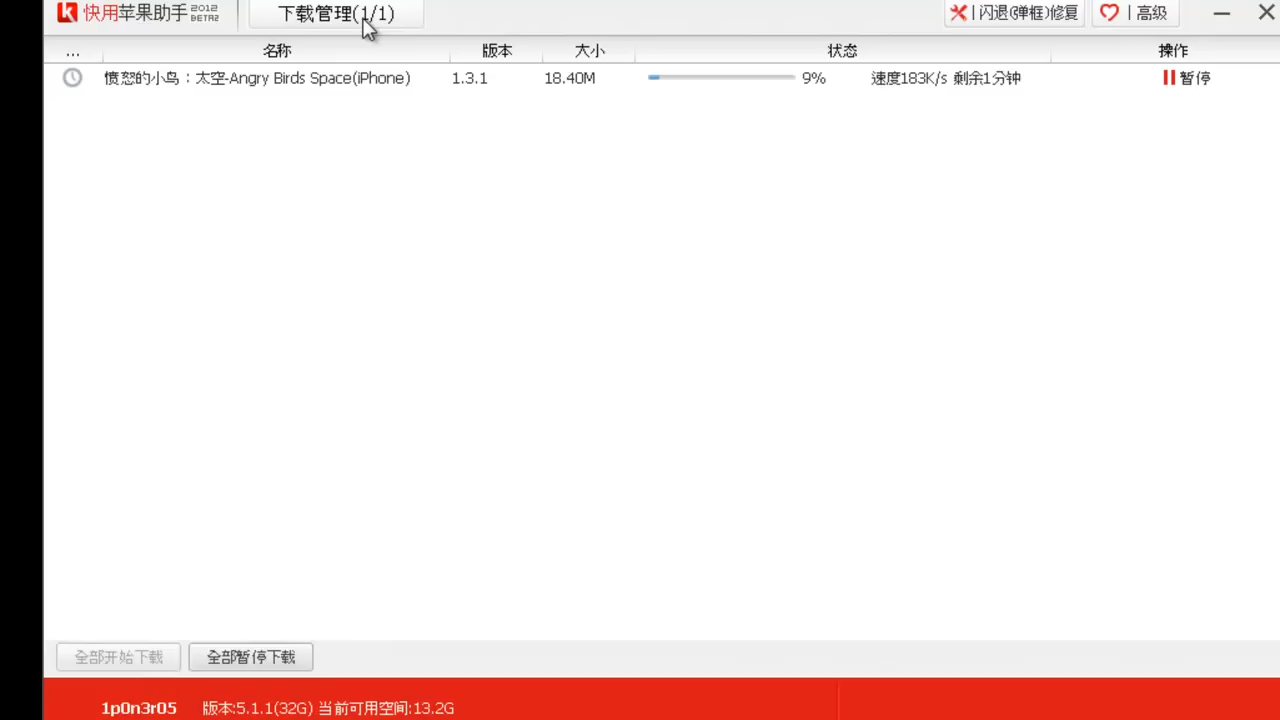 快用苹果助手 2012 BETA2 下载管理(1/1) 闪退(弹框)修复 | 高级
... 名称 版本 大小 状态 操作
愤怒的小鸟：太空-Angry Birds Space(iPhone) 1.3.1 18.40M 9% 速度183K/s 剩余1分钟 暂停
全部开始下载 全部暂停下载
1p0n3r05 版本:5.1.1(32G) 当前可用空间:13.2G